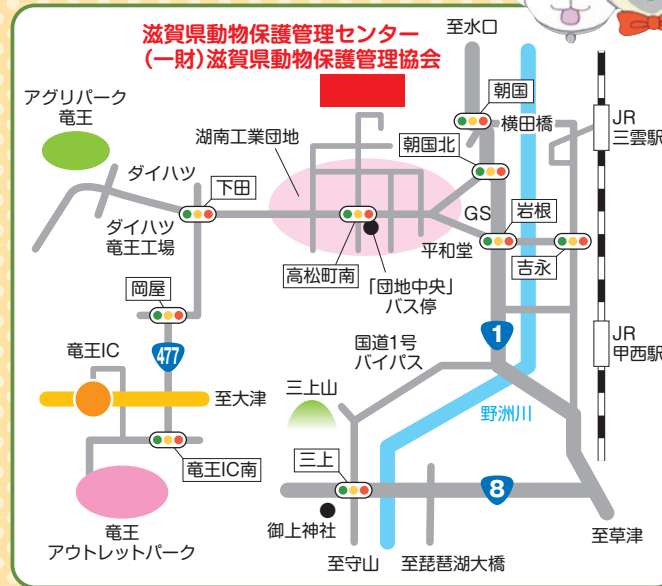 滋賀県動物保護管理センター
(一財)滋賀県動物保護管理協会
至水口
アグリパーク
竜王
湖南工業団地
朝国
横田橋
JR
三雲駅
朝国北
ダイハツ
下田
GS
岩根
ダイハツ
竜王工場
高松町南
平和堂
吉永
「団地中央」
バス停
岡屋
477
国道1号
バイパス
1
JR
甲西駅
竜王IC
至大津
三上山
野洲川
竜王IC南
三上
8
竜王
アウトレットパーク
御上神社
至守山
至琵琶湖大橋
至草津